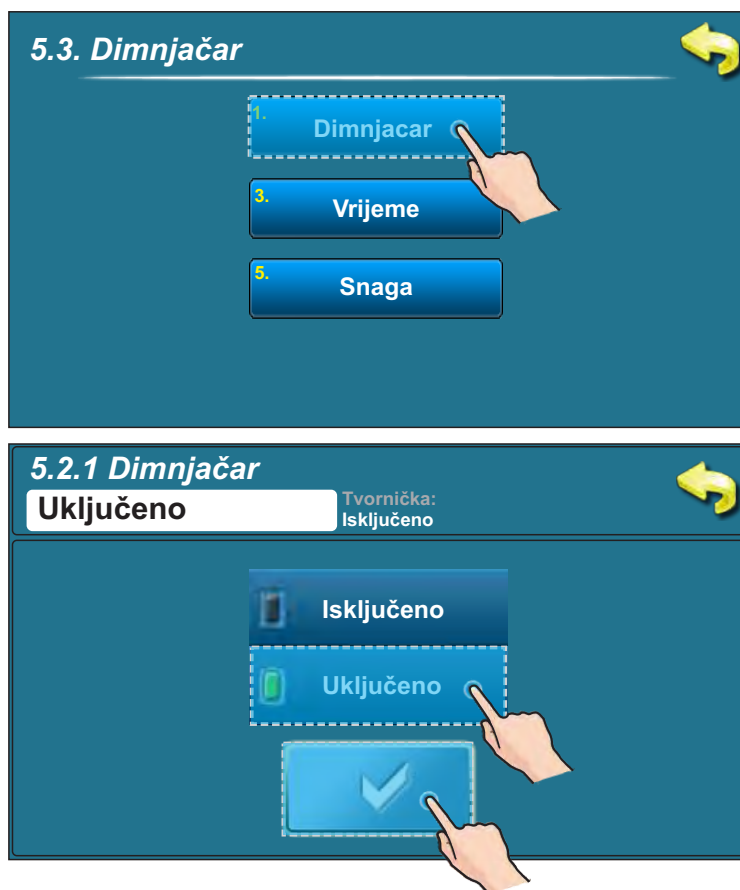 5.3. Dimnjačar
1.
Dimnjacar
3.
Vrijeme
5.
Snaga
5.2.1 Dimnjačar
Uključeno
Tvornička:
Isključeno
Isključeno
Uključeno